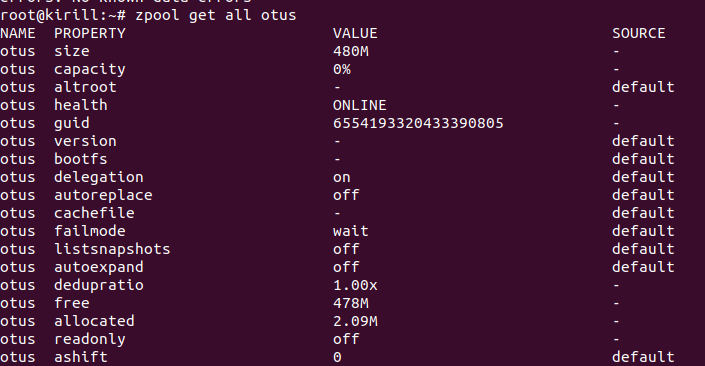 errors: No known data errors
root@kirill:~# zpool get all otus
NAME  PROPERTY                       VALUE                          SOURCE
otus  size                           480M                           -
otus  capacity                       0%                             -
otus  altroot                        -                              default
otus  health                         ONLINE                         -
otus  guid                           6554193320433390805            -
otus  version                        -                              default
otus  bootfs                         -                              default
otus  delegation                     on                             default
otus  autoreplace                    off                            default
otus  cachefile                      -                              default
otus  failmode                       wait                           default
otus  listsnapshots                  off                            default
otus  autoexpand                     off                            default
otus  dedupratio                     1.00x                          -
otus  free                           478M                           -
otus  allocated                      2.09M                          -
otus  readonly                       off                            -
otus  ashift                         0                              default